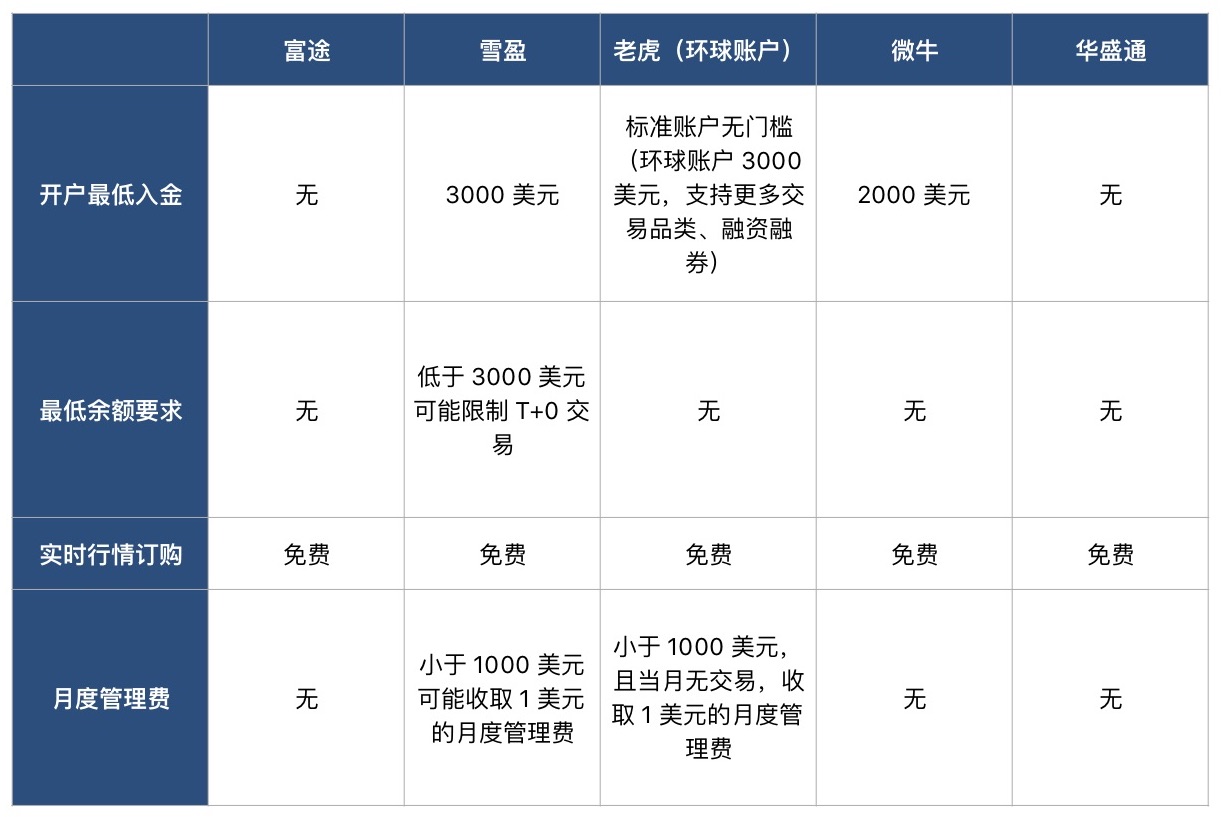 富途
雪盈
老虎（环球账户）
微牛
华盛通
开户最低入金
无
3000 美元
标准账户无门槛
（环球账户 3000
美元，支持更多交
易品类、融资融
券）
2000 美元
无
最低余额要求
无
低于 3000 美元
可能限制 T+0 交
易
无
无
无
实时行情订购
免费
免费
免费
免费
免费
月度管理费
无
小于 1000 美元
可能收取 1 美元
的月度管理费
小于 1000 美元，
且当月无交易，收
取 1 美元的月度管
理费
无
无